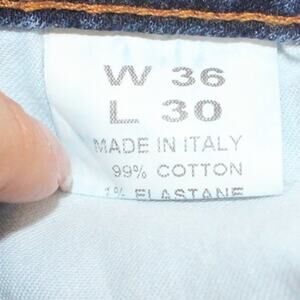 W 36
L 30
MADE IN ITALY
99% COTTON
1% ELASTANE